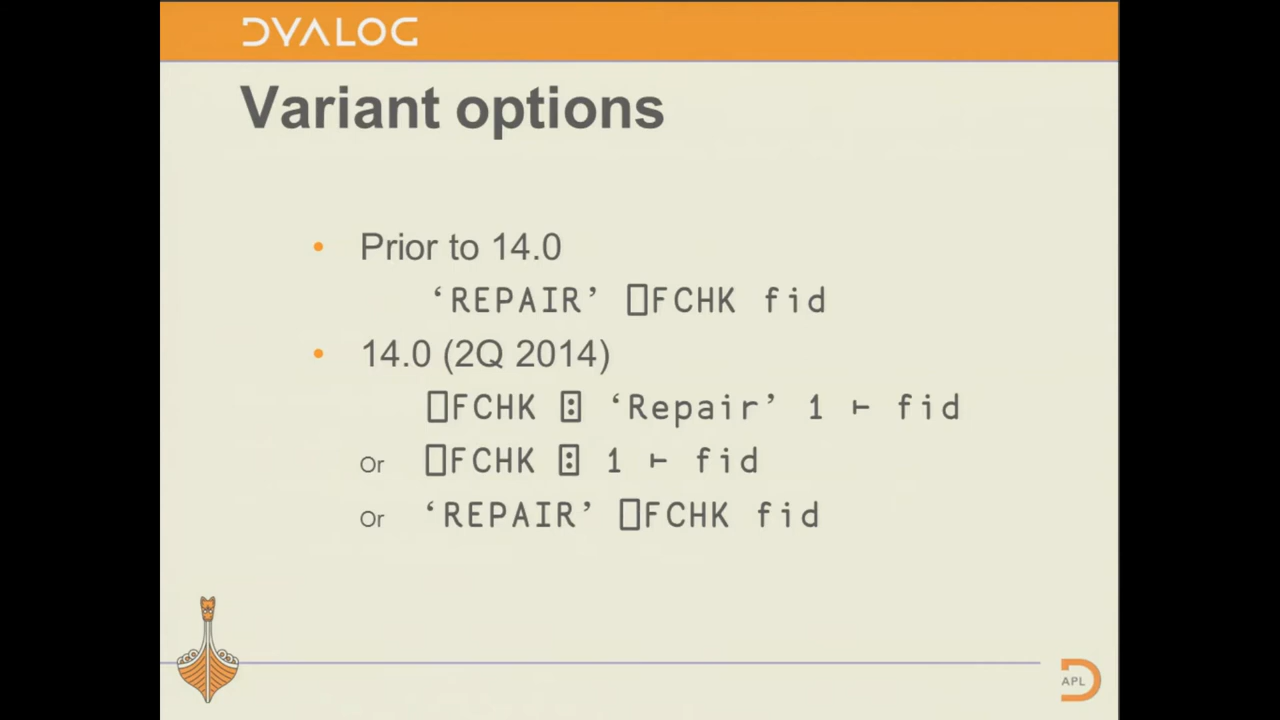 DYALOG
Variant options
• Prior to 14.0
‘REPAIR’ ⎕FCHK fid
• 14.0 (2Q 2014)
⎕FCHK ⍠ ‘Repair’ 1 ⊢ fid
Or ⎕FCHK ⍠ 1 ⊢ fid
Or ‘REPAIR’ ⎕FCHK fid
APL